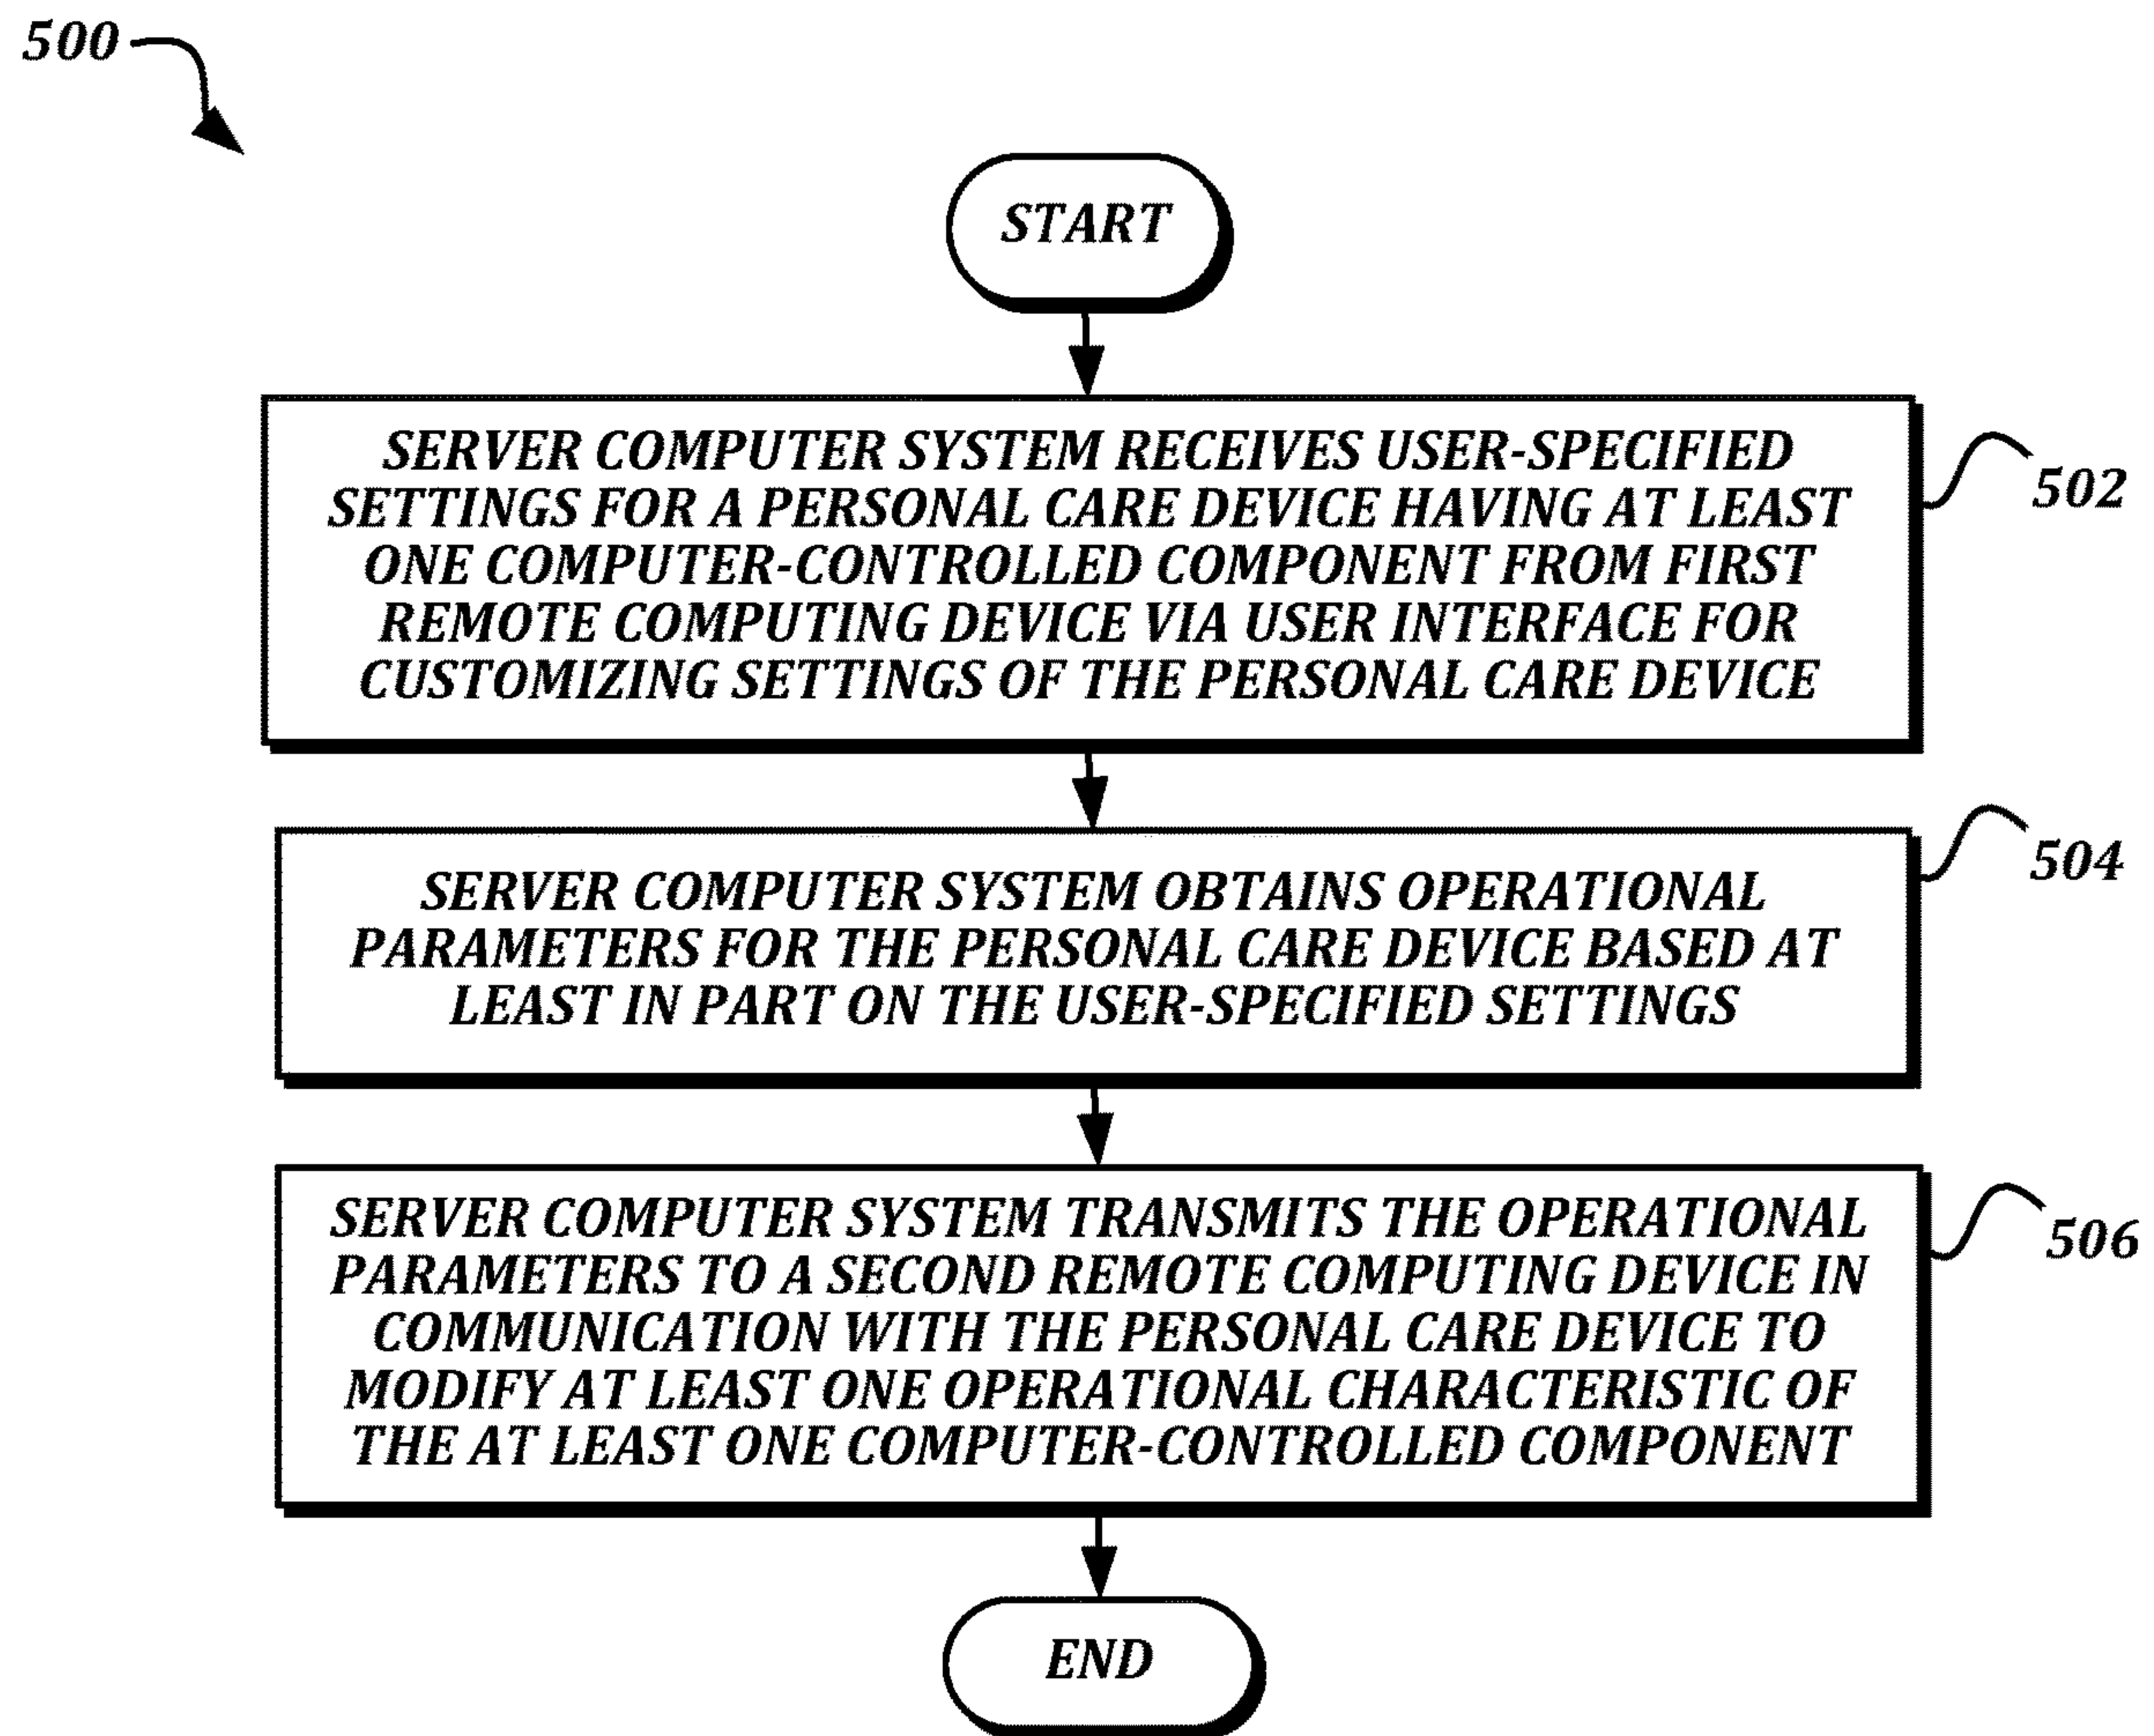 500
START
SERVER COMPUTER SYSTEM RECEIVES USER-SPECIFIED
SETTINGS FOR A PERSONAL CARE DEVICE HAVING AT LEAST
ONE COMPUTER-CONTROLLED COMPONENT FROM FIRST
REMOTE COMPUTING DEVICE VIA USER INTERFACE FOR
CUSTOMIZING SETTINGS OF THE PERSONAL CARE DEVICE
502
SERVER COMPUTER SYSTEM OBTAINS OPERATIONAL
PARAMETERS FOR THE PERSONAL CARE DEVICE BASED AT
LEAST IN PART ON THE USER-SPECIFIED SETTINGS
504
SERVER COMPUTER SYSTEM TRANSMITS THE OPERATIONAL
PARAMETERS TO A SECOND REMOTE COMPUTING DEVICE IN
COMMUNICATION WITH THE PERSONAL CARE DEVICE TO
MODIFY AT LEAST ONE OPERATIONAL CHARACTERISTIC OF
THE AT LEAST ONE COMPUTER-CONTROLLED COMPONENT
506
END